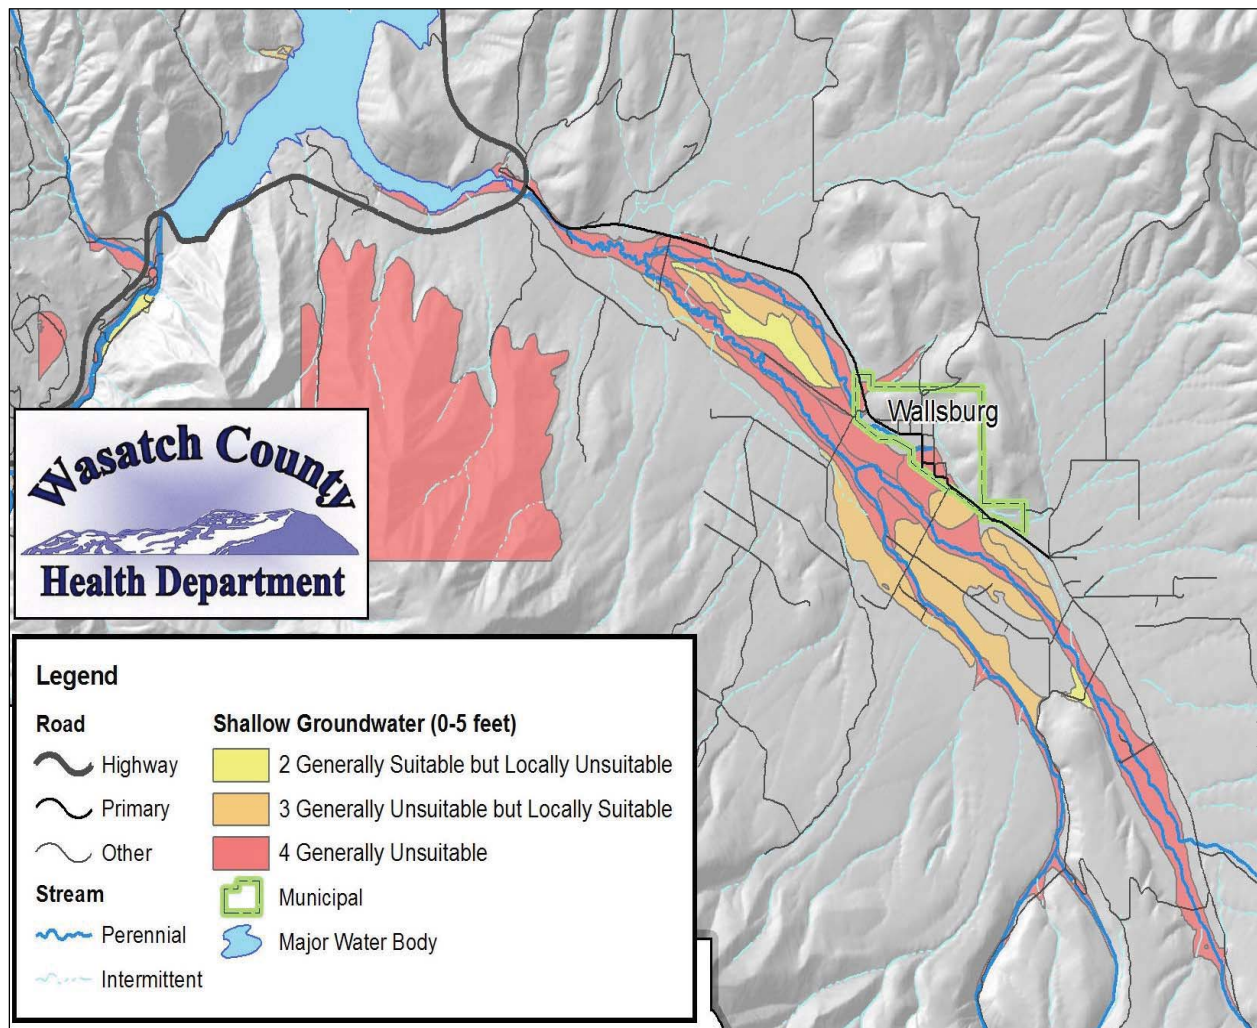 Wallsburg
Wasatch County
Health Department
Legend
Road
Highway
Primary
Other
Stream
Perennial
Intermittent
Shallow Groundwater (0-5 feet)
2 Generally Suitable but Locally Unsuitable
3 Generally Unsuitable but Locally Suitable
4 Generally Unsuitable
Municipal
Major Water Body